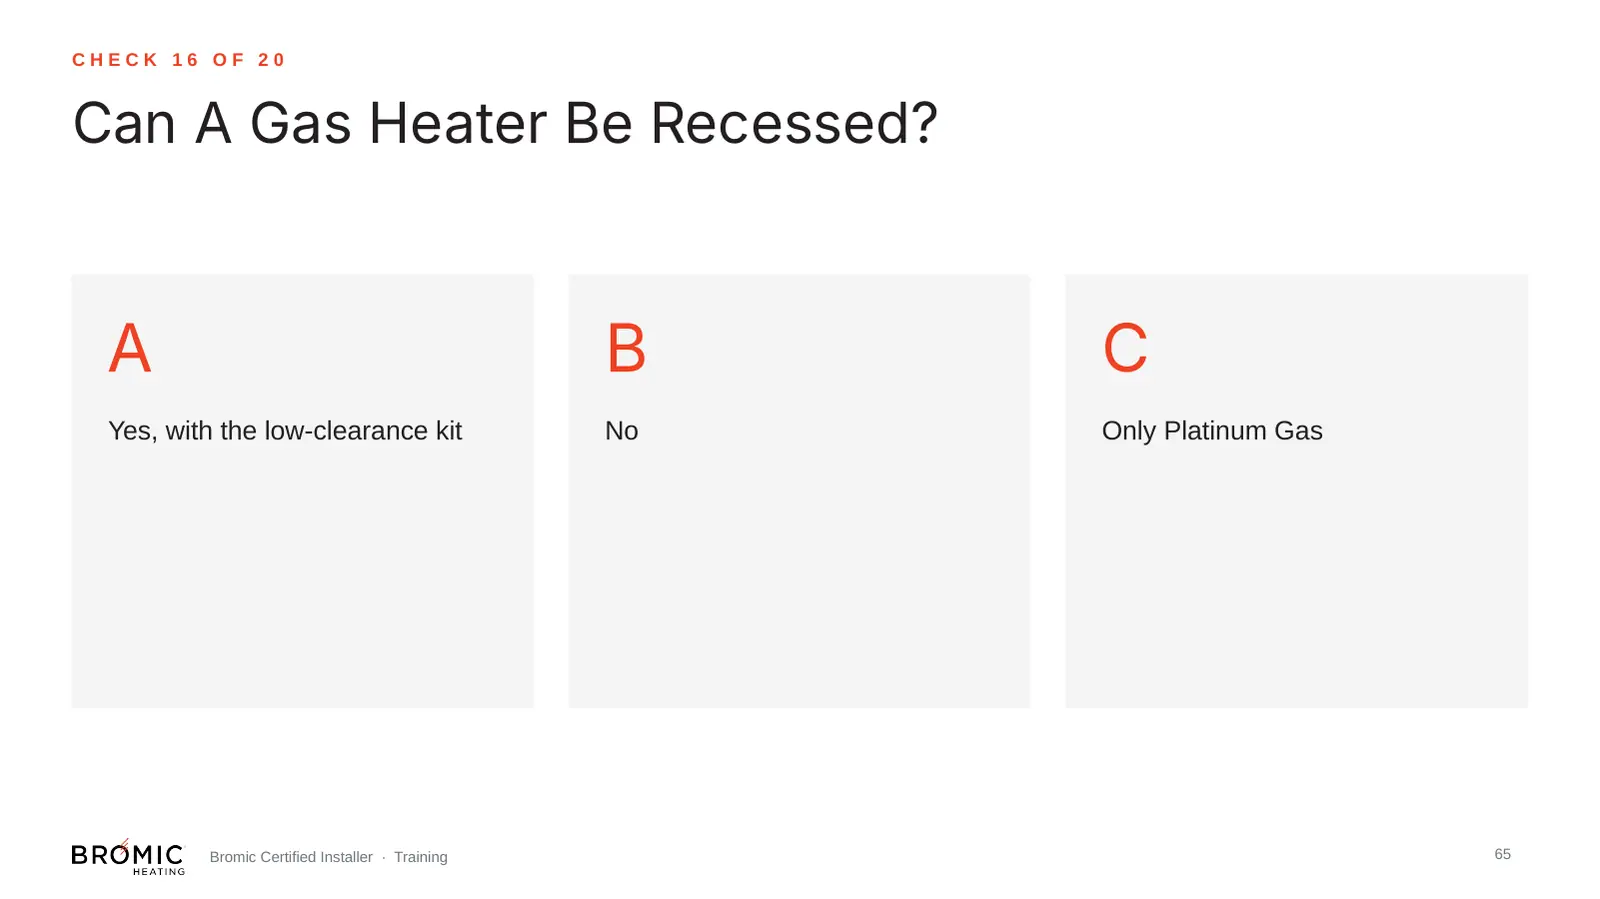 CHECK 16 OF 20
Can A Gas Heater Be Recessed?
A
Yes, with the low-clearance kit
B
No
C
Only Platinum Gas
BROMIC
HEATING
Bromic Certified Installer · Training
65